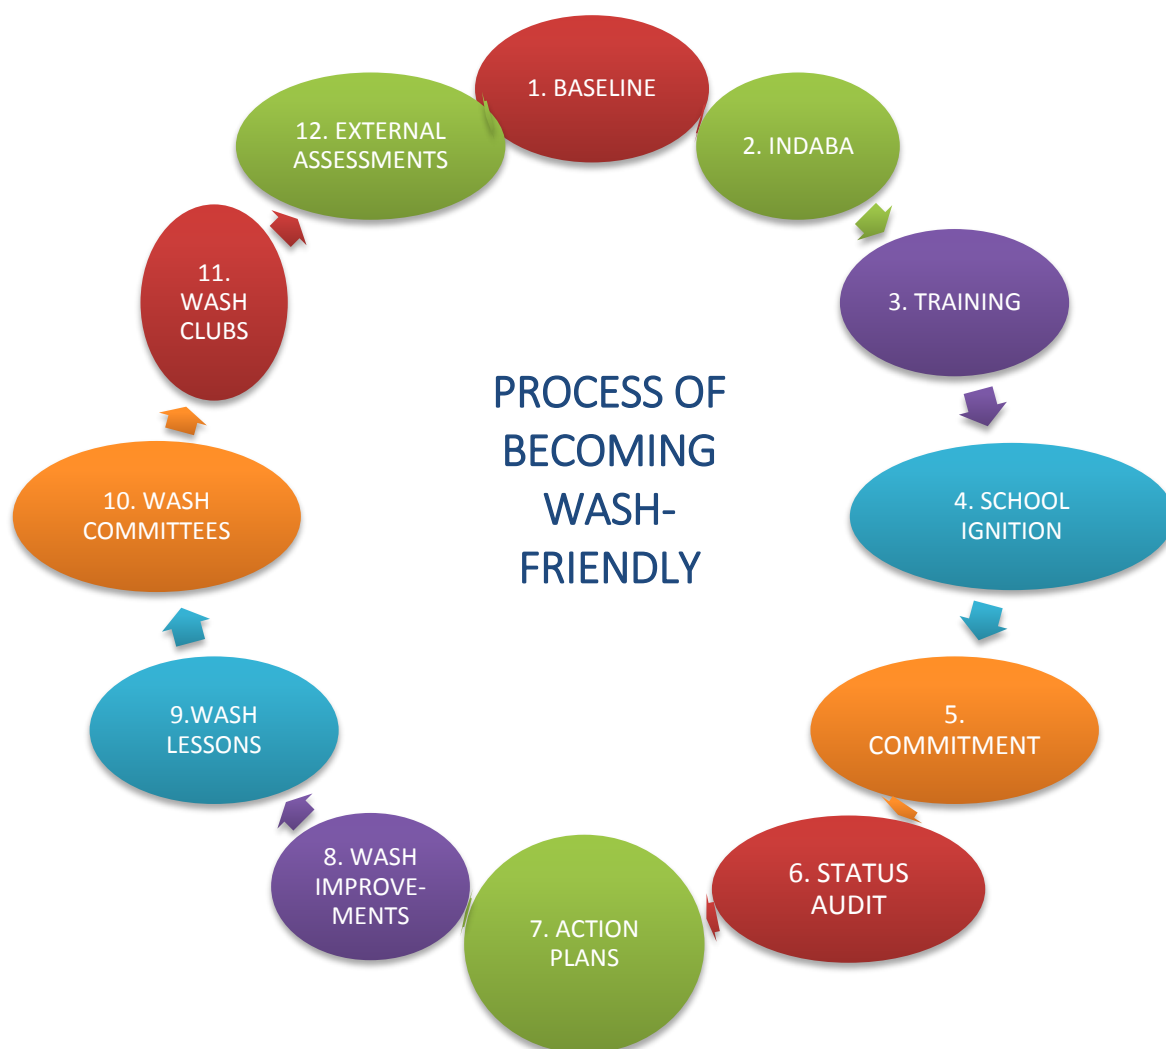 1. BASELINE
2. INDABA
3. TRAINING
4. SCHOOL
IGNITION
5.
COMMITMENT
6. STATUS
AUDIT
7. ACTION
PLANS
8. WASH
IMPROVE-
MENTS
9.WASH
LESSONS
10. WASH
COMMITTEES
11.
WASH
CLUBS
12. EXTERNAL
ASSESSMENTS
PROCESS OF
BECOMING
WASH-
FRIENDLY